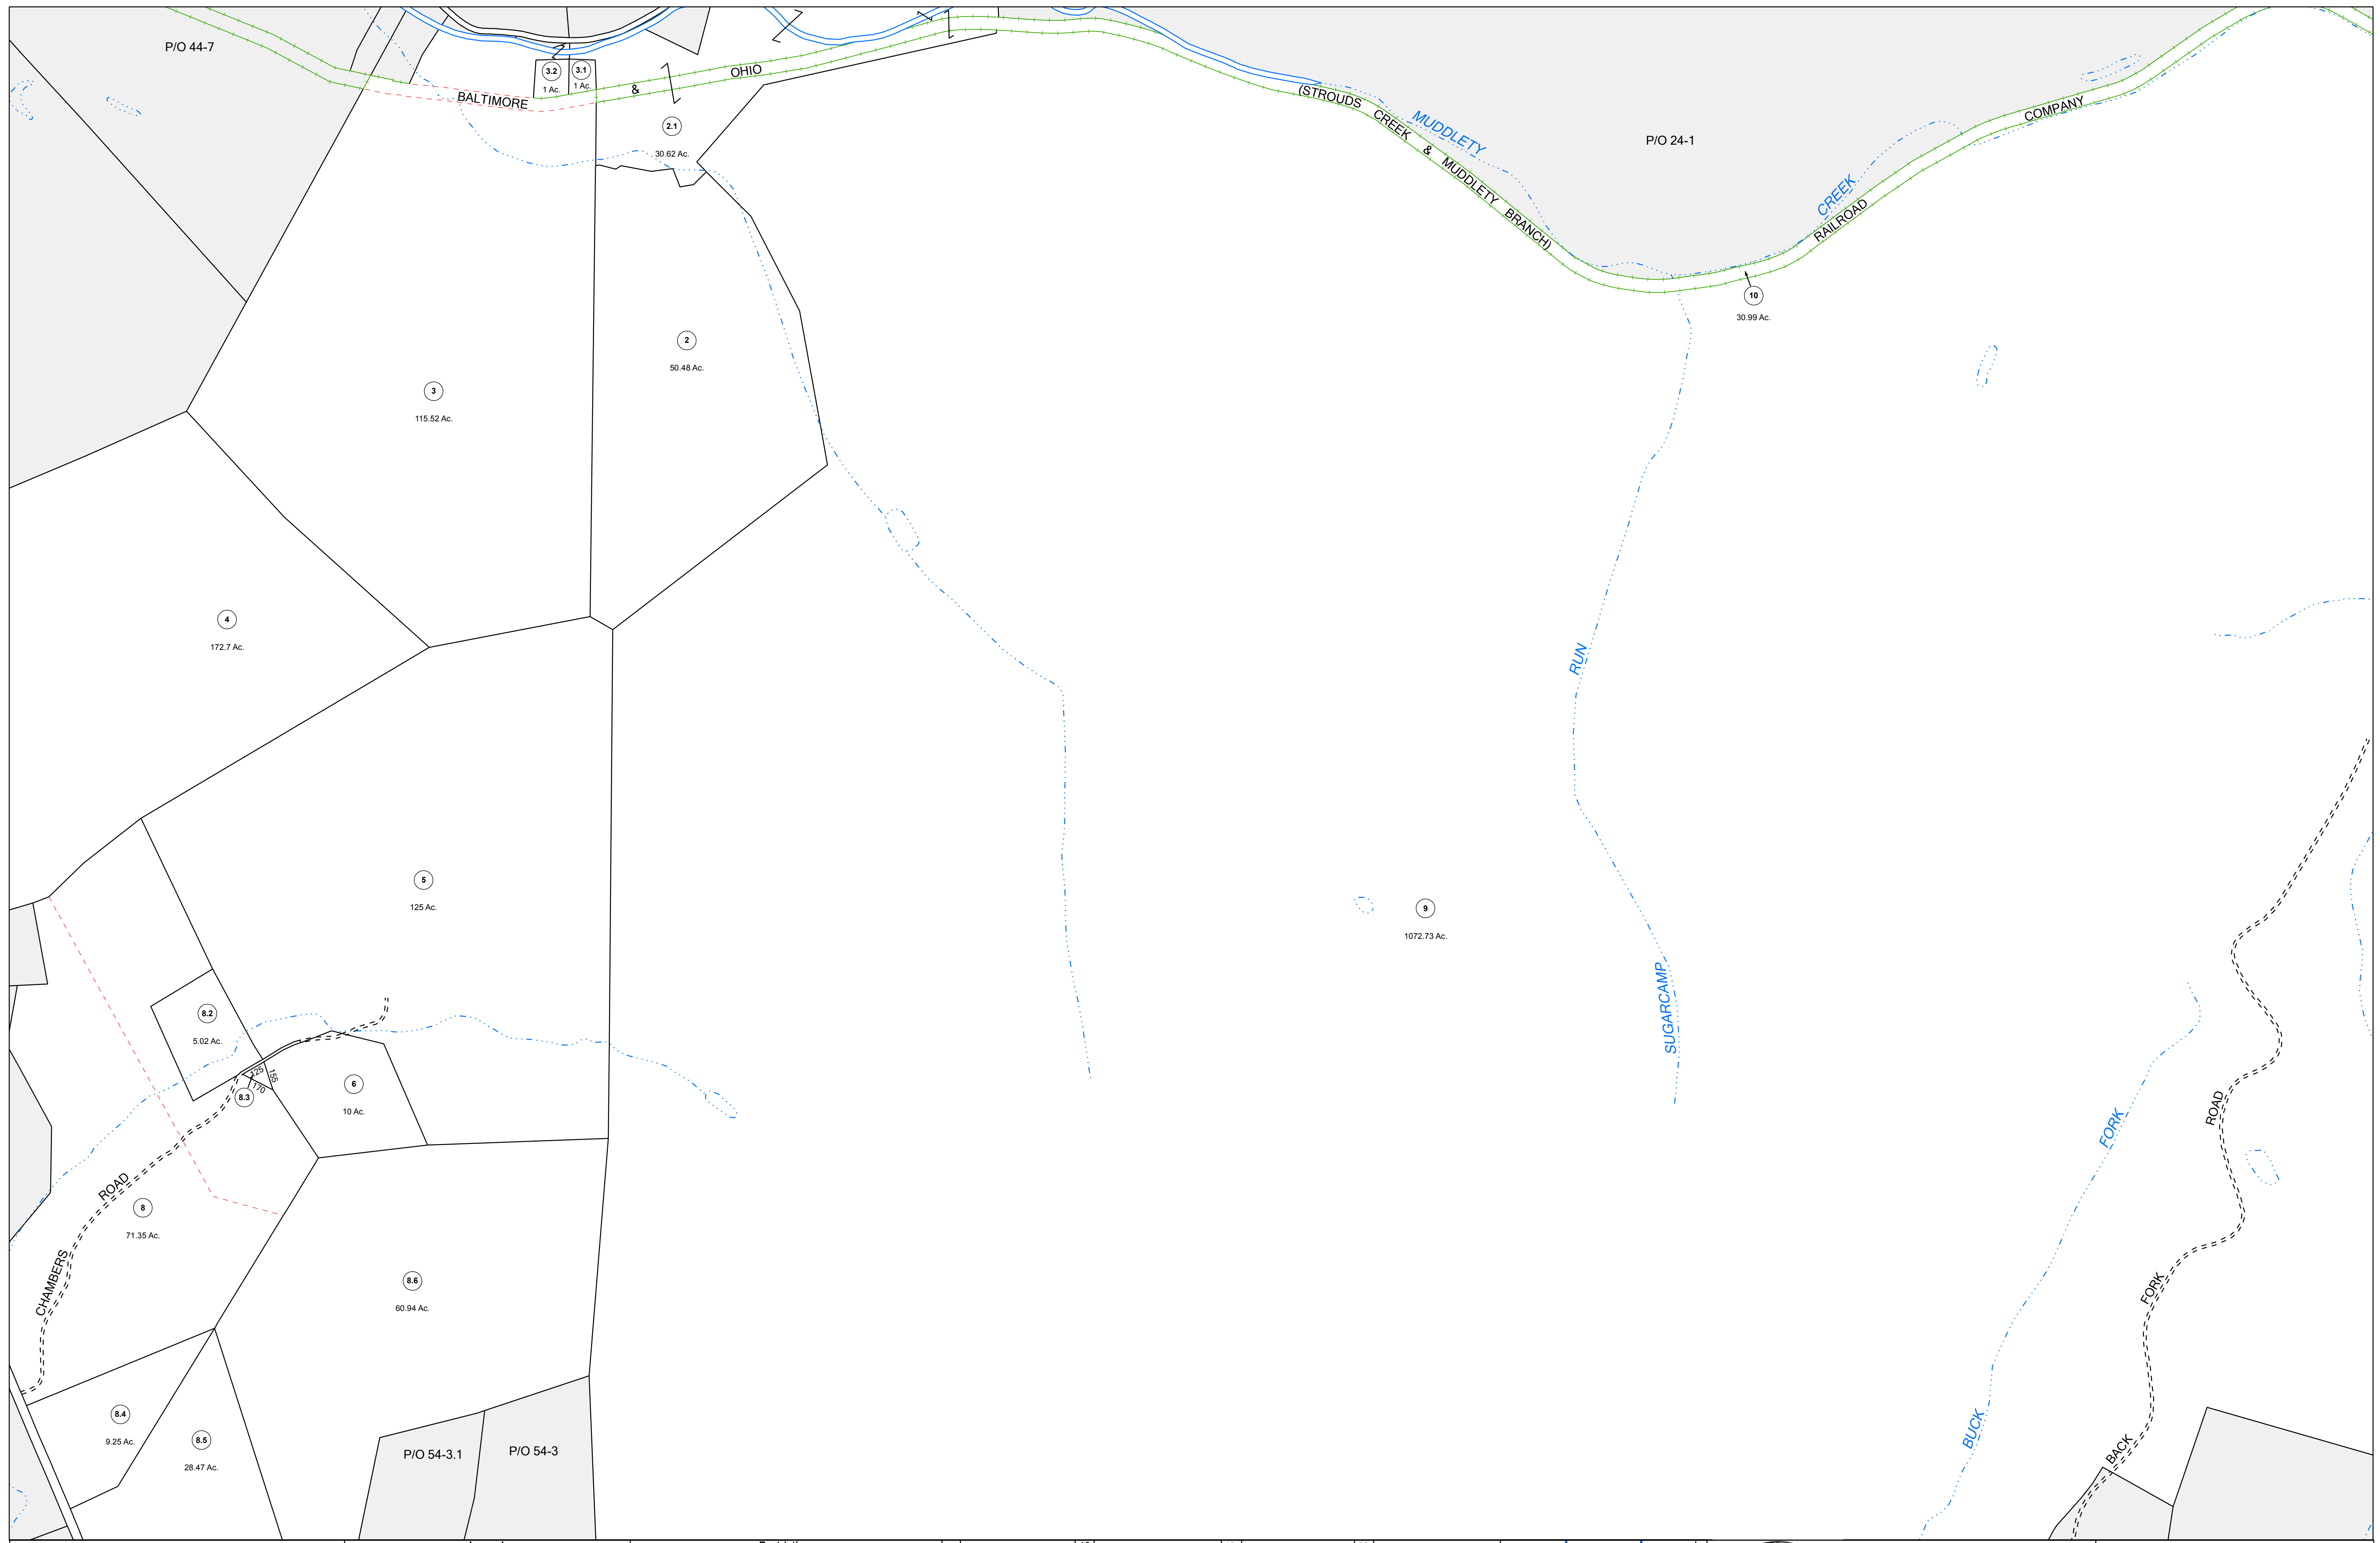 P/O 44-7
3.2
1 Ac.
3.1
1 Ac.
BALTIMORE
&
OHIO
2.1
30.62 Ac.
(STROUDS
CREEK
&
MUDDLETY
BRANCH)
MUDDLETY
P/O 24-1
CREEK
RAILROAD
COMPANY
10
30.99 Ac.
2
50.48 Ac.
3
115.52 Ac.
4
172.7 Ac.
RUN
5
125 Ac.
9
1072.73 Ac.
SUGARCAMP
8.2
5.02 Ac.
125
155
170
8.3
6
10 Ac.
ROAD
8
71.35 Ac.
CHAMBERS
8.6
60.94 Ac.
FORK
ROAD
FORK
8.4
9.25 Ac.
8.5
28.47 Ac.
P/O 54-3.1
P/O 54-3
BUCK
BACK